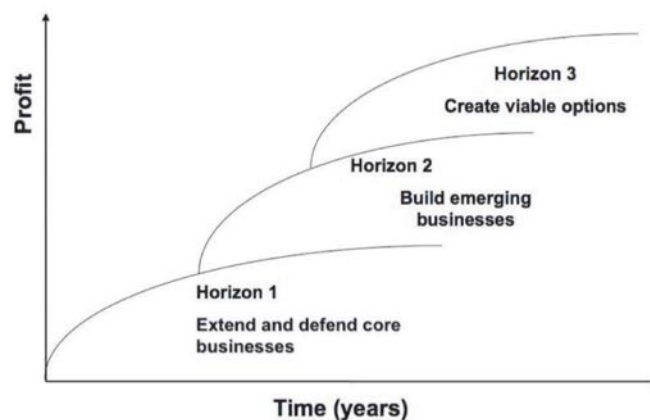 Profit
Horizon 3
Create viable options
Horizon 2
Build emerging
businesses
Horizon 1
Extend and defend core
businesses
Time (years)